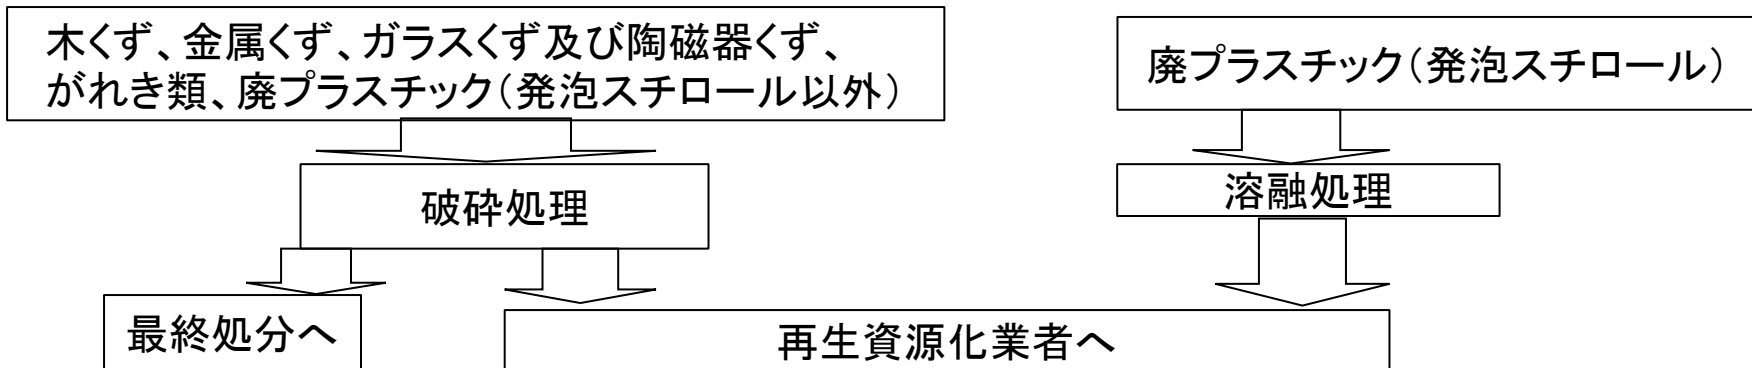 木くず、金属くず、ガラスくず及び陶磁器くず、
がれき類、廃プラスチック（発泡スチロール以外）
廃プラスチック（発泡スチロール）
破砕処理
溶融処理
最終処分へ
再生資源化業者へ